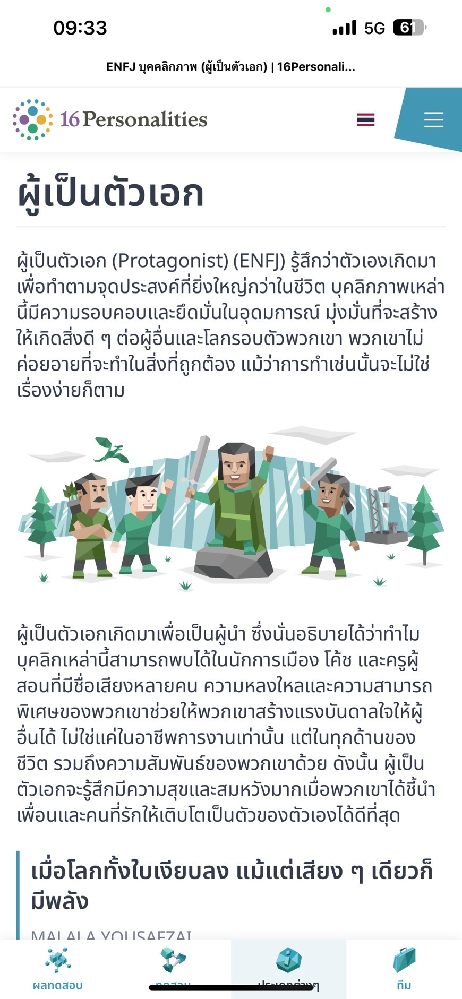 09:33
5G 61
ENFJ บุคคลิกภาพ (ผู้เป็นตัวเอก) | 16Personali...
16Personalities
ผู้เป็นตัวเอก
ผู้เป็นตัวเอก (Protagonist) (ENFJ) รู้สึกว่าตัวเองเกิดมา
เพื่อทำตามจุดประสงค์ที่ยิ่งใหญ่กว่าในชีวิต บุคลิกภาพเหล่า
นี้มีความรอบคอบและยึดมั่นในอุดมการณ์ มุ่งมั่นที่จะสร้าง
ให้เกิดสิ่งดี ๆ ต่อผู้อื่นและโลกรอบตัวพวกเขา พวกเขาไม่
ค่อยอายที่จะทำในสิ่งที่ถูกต้อง แม้ว่าการทำเช่นนั้นจะไม่ใช่
เรื่องง่ายก็ตาม
ผู้เป็นตัวเอกเกิดมาเพื่อเป็นผู้นำ ซึ่งนั่นอธิบายได้ว่าทำไม
บุคลิกเหล่านี้สามารถพบได้ในนักการเมือง โค้ช และครูผู้
สอนที่มีชื่อเสียงหลายคน ความหลงใหลและความสามารถ
พิเศษของพวกเขาช่วยให้พวกเขาสร้างแรงบันดาลใจให้ผู้
อื่นได้ ไม่ใช่แค่ในอาชีพการงานเท่านั้น แต่ในทุกด้านของ
ชีวิต รวมถึงความสัมพันธ์ของพวกเขาด้วย ดังนั้น ผู้เป็น
ตัวเอกจะรู้สึกมีความสุขและสมหวังมากเมื่อพวกเขาได้ชี้นำ
เพื่อนและคนที่รักให้เติบโตเป็นตัวของตัวเองได้ดีที่สุด
เมื่อโลกทั้งใบเงียบลง แม้แต่เสียง ๆ เดียวก็
มีพลัง
MALALA YOUSAFZAI
ผลทดสอบ ทดสอบ ประเภทต่างๆ ทีม